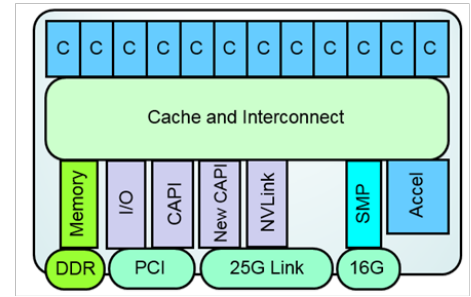 C C C C C C C C C C C C
Cache and Interconnect
Memory
I/O
CAPI
New CAPI
NVLink
SMP
Accel
DDR
PCI
25G Link
16G